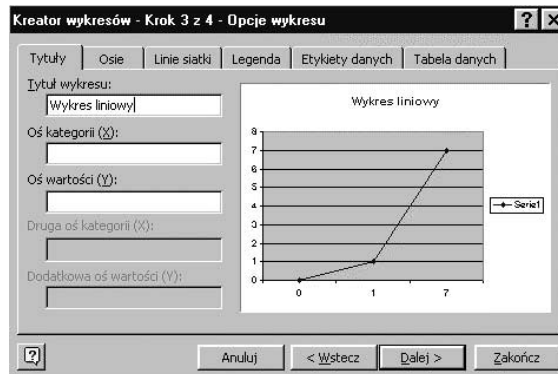 Kreator wykresów - Krok 3 z 4 - Opcje wykresu ? ×
Tytuły Osie Linie siatki Legenda Etykiety danych Tabela danych
Tytuł wykresu:
Wykres liniowy
Oś kategorii (X):
Oś wartości (Y):
Druga oś kategorii (X):
Dodatkowa oś wartości (Y):
Wykres liniowy
8
7
6
5
4
3
2
1
0
0 1 7
Serie1
? Anuluj < Wstecz Dalej > Zakończ